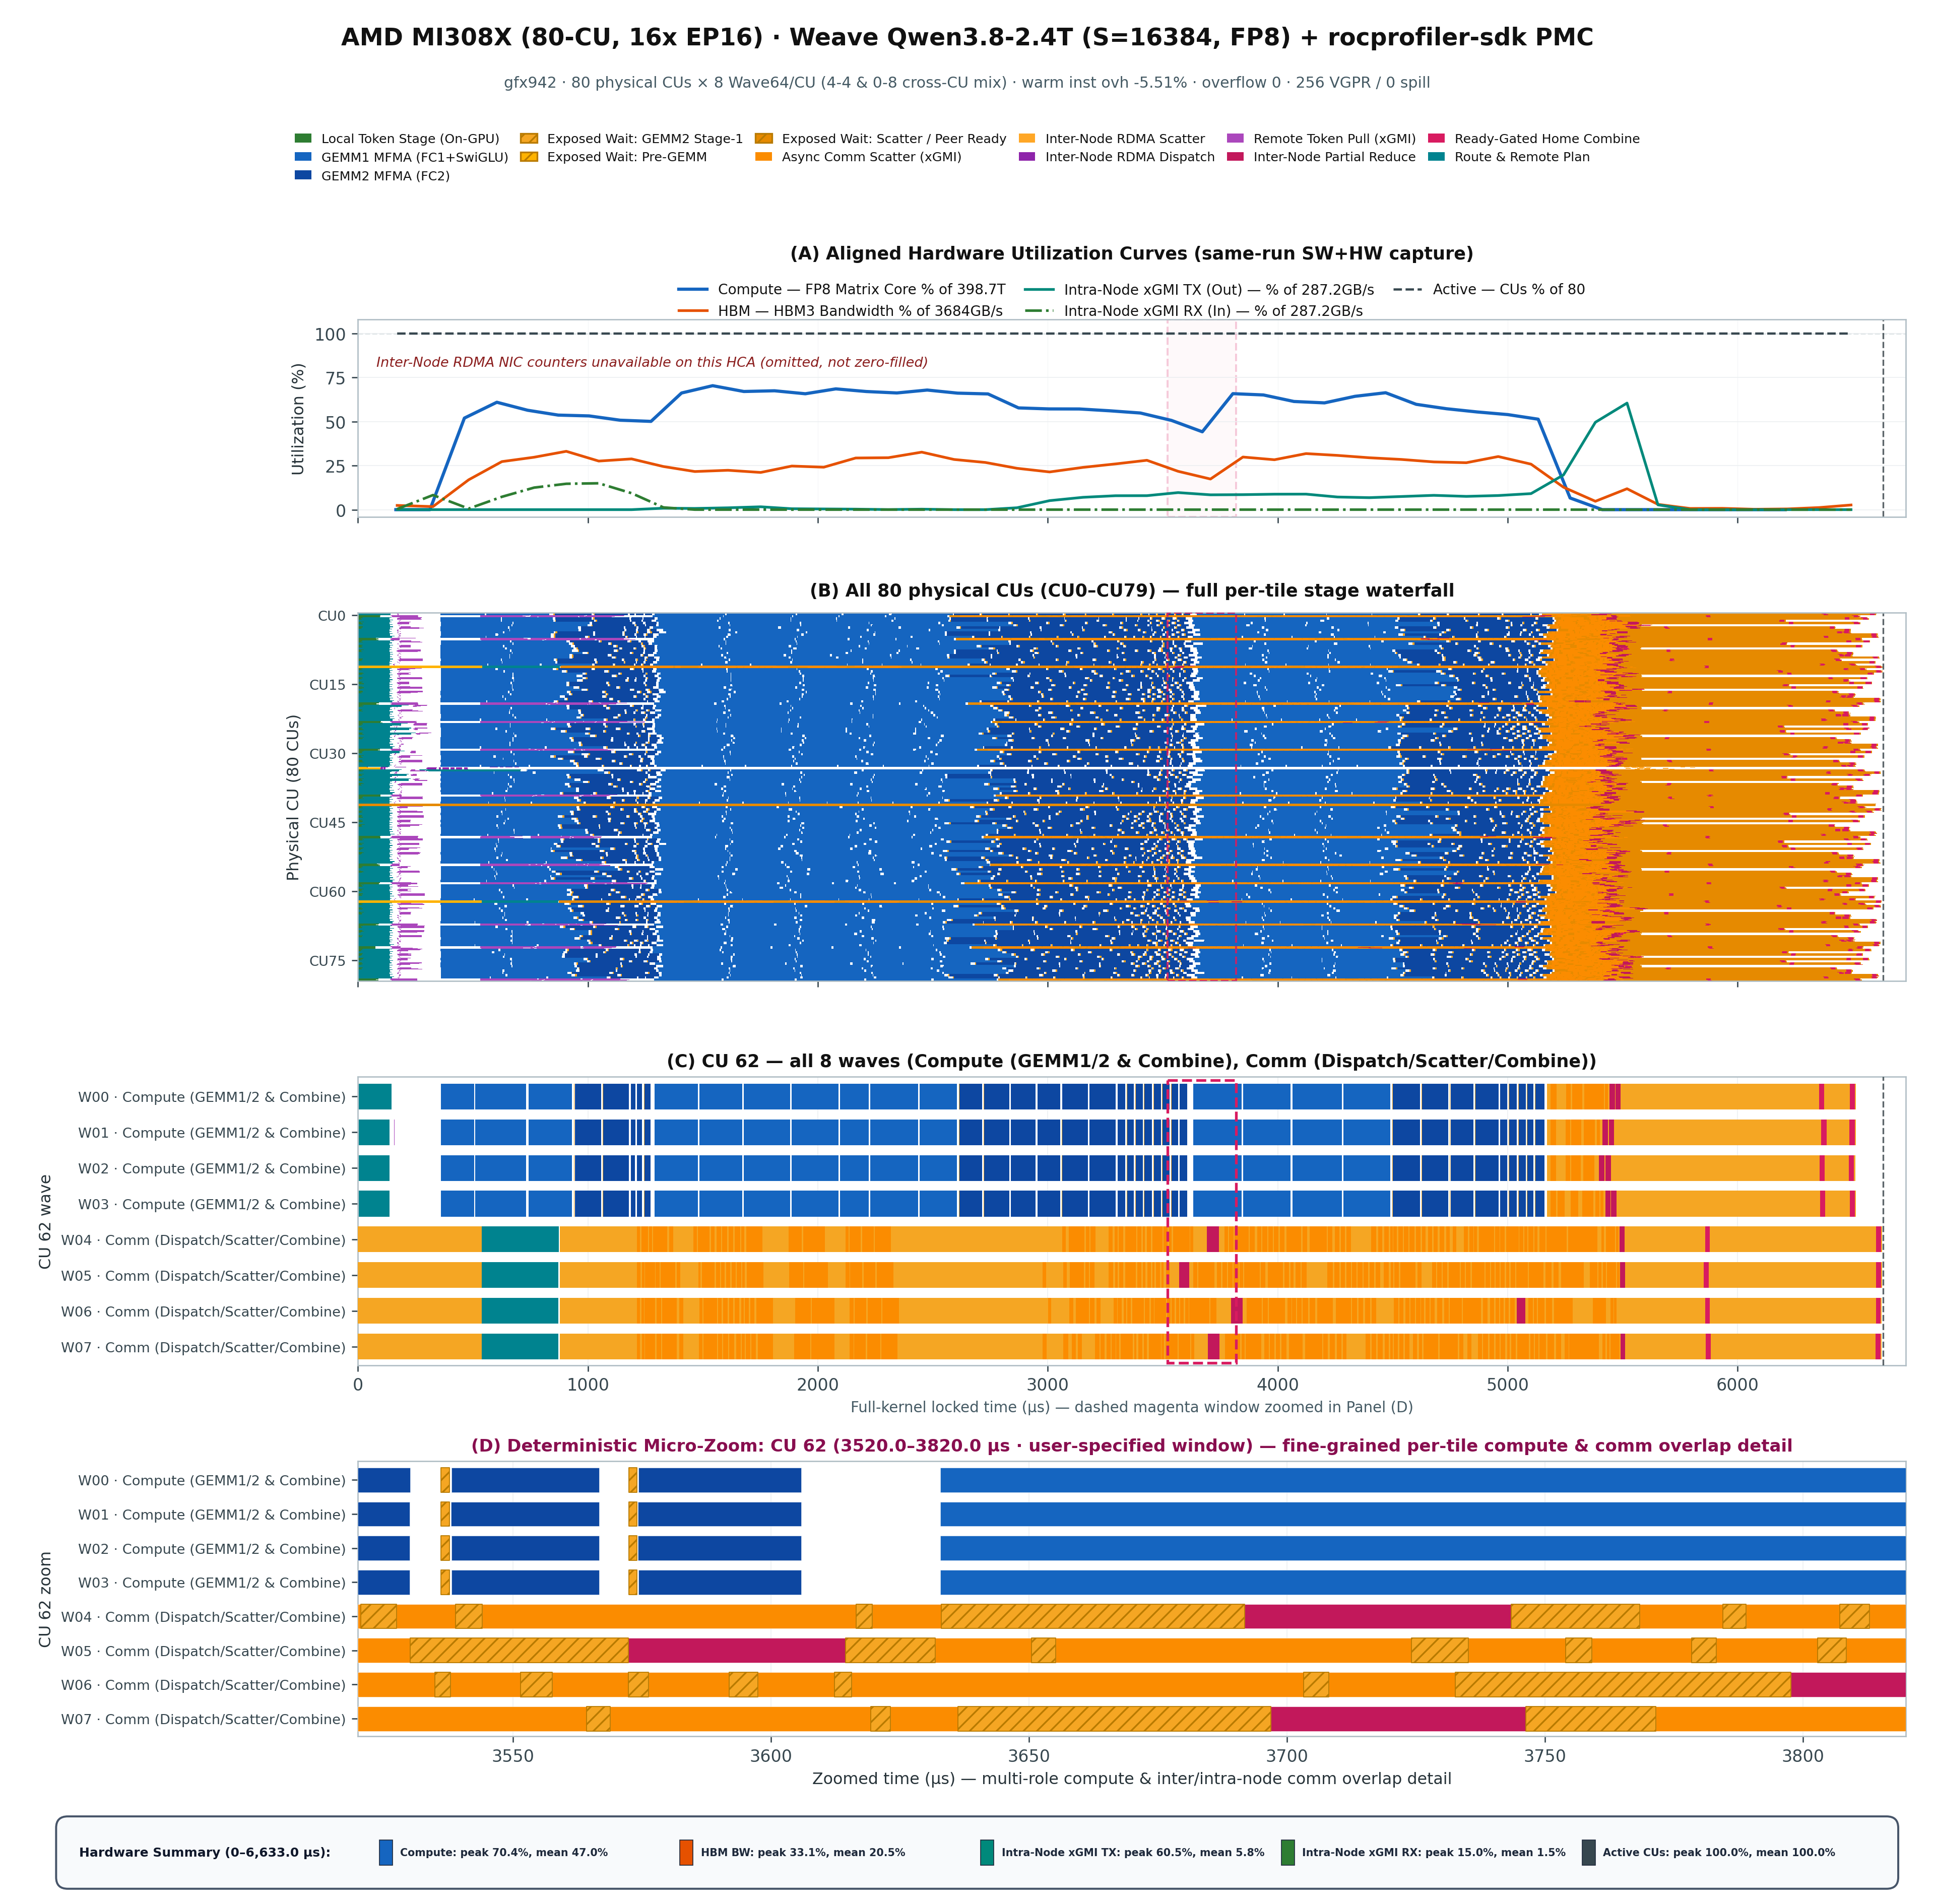 AMD MI308X (80-CU, 16x EP16) · Weave Qwen3.8-2.4T (S=16384, FP8) + rocprofiler-sdk PMC
gfx942 · 80 physical CUs × 8 Wave64/CU (4-4 & 0-8 cross-CU mix) · warm inst ovh -5.51% · overflow 0 · 256 VGPR / 0 spill
Local Token Stage (On-GPU)
GEMM1 MFMA (FC1+SwiGLU)
GEMM2 MFMA (FC2)
Exposed Wait: GEMM2 Stage-1
Exposed Wait: Pre-GEMM
Exposed Wait: Scatter / Peer Ready
Async Comm Scatter (xGMI)
Inter-Node RDMA Scatter
Inter-Node RDMA Dispatch
Remote Token Pull (xGMI)
Inter-Node Partial Reduce
Ready-Gated Home Combine
Route & Remote Plan
(A) Aligned Hardware Utilization Curves (same-run SW+HW capture)
Compute — FP8 Matrix Core % of 398.7T
HBM — HBM3 Bandwidth % of 3684GB/s
Intra-Node xGMI TX (Out) — % of 287.2GB/s
Intra-Node xGMI RX (In) — % of 287.2GB/s
Active — CUs % of 80
Utilization (%)
100
75
50
25
0
Inter-Node RDMA NIC counters unavailable on this HCA (omitted, not zero-filled)
(B) All 80 physical CUs (CU0–CU79) — full per-tile stage waterfall
Physical CU (80 CUs)
CU0
CU15
CU30
CU45
CU60
CU75
(C) CU 62 — all 8 waves (Compute (GEMM1/2 & Combine), Comm (Dispatch/Scatter/Combine))
CU 62 wave
W00 · Compute (GEMM1/2 & Combine)
W01 · Compute (GEMM1/2 & Combine)
W02 · Compute (GEMM1/2 & Combine)
W03 · Compute (GEMM1/2 & Combine)
W04 · Comm (Dispatch/Scatter/Combine)
W05 · Comm (Dispatch/Scatter/Combine)
W06 · Comm (Dispatch/Scatter/Combine)
W07 · Comm (Dispatch/Scatter/Combine)
0 1000 2000 3000 4000 5000 6000
Full-kernel locked time (µs) — dashed magenta window zoomed in Panel (D)
(D) Deterministic Micro-Zoom: CU 62 (3520.0–3820.0 µs · user-specified window) — fine-grained per-tile compute & comm overlap detail
CU 62 zoom
W00 · Compute (GEMM1/2 & Combine)
W01 · Compute (GEMM1/2 & Combine)
W02 · Compute (GEMM1/2 & Combine)
W03 · Compute (GEMM1/2 & Combine)
W04 · Comm (Dispatch/Scatter/Combine)
W05 · Comm (Dispatch/Scatter/Combine)
W06 · Comm (Dispatch/Scatter/Combine)
W07 · Comm (Dispatch/Scatter/Combine)
3550 3600 3650 3700 3750 3800
Zoomed time (µs) — multi-role compute & inter/intra-node comm overlap detail
Hardware Summary (0–6,633.0 µs): Compute: peak 70.4%, mean 47.0% HBM BW: peak 33.1%, mean 20.5% Intra-Node xGMI TX: peak 60.5%, mean 5.8% Intra-Node xGMI RX: peak 15.0%, mean 1.5% Active CUs: peak 100.0%, mean 100.0%